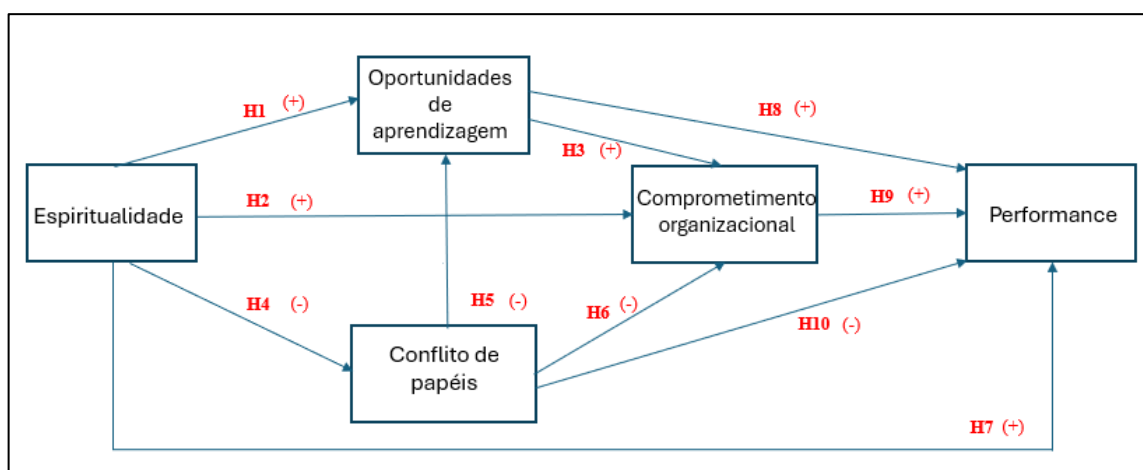 Oportunidades
de
aprendizagem
H1 (+)
H8 (+)
H3 (+)
Espiritualidade
H2 (+)
Comprometimento
organizacional
H9 (+)
Performance
H4 (-)
H5 (-)
H6 (-)
H10 (-)
Conflito de
papéis
H7 (+)